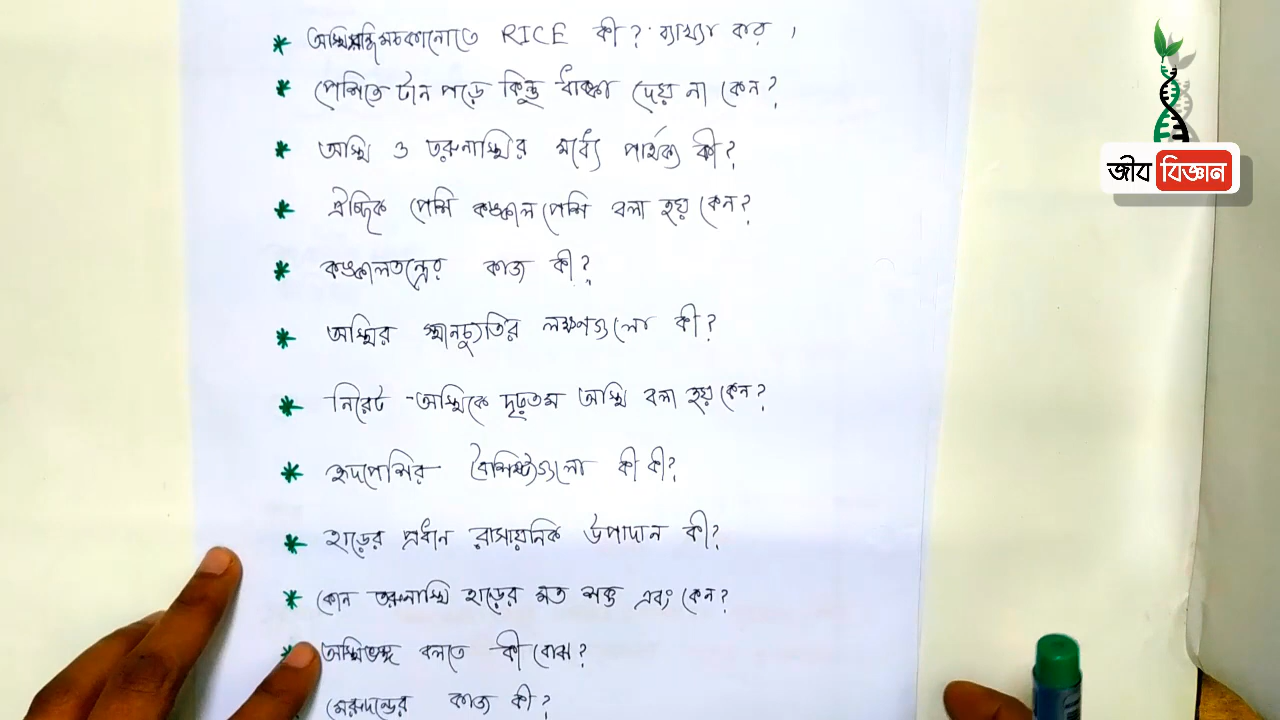 * অস্থিসন্ধি মচকানোতে RICE কী? ব্যাখ্যা কর ।
* পেশিতে টান পড়ে কিন্তু ধাক্কা দেয় না কেন?
* অস্থি ও তরুনাস্থির মধ্যে পার্থক্য কী?
* ঐচ্ছিক পেশি কঙ্কাল পেশি বলা হয় কেন?
* কঙ্কালতন্ত্রের কাজ কী?
* অস্থির স্থানচ্যুতির লক্ষণগুলো কী?
* নিরেট অস্থিকে দৃঢ়তম অস্থি বলা হয় কেন?
* হৃদপেশির বৈশিষ্ট্যগুলো কী কী?
* হাড়ের প্রধান রাসায়নিক উপাদান কী?
* কোন তরুনাস্থি হাড়ের মত শক্ত এবং কেন?
* অস্থিভঙ্গ বলতে কী বোঝ?
মেরুদন্ডের কাজ কী?
জীব বিজ্ঞান